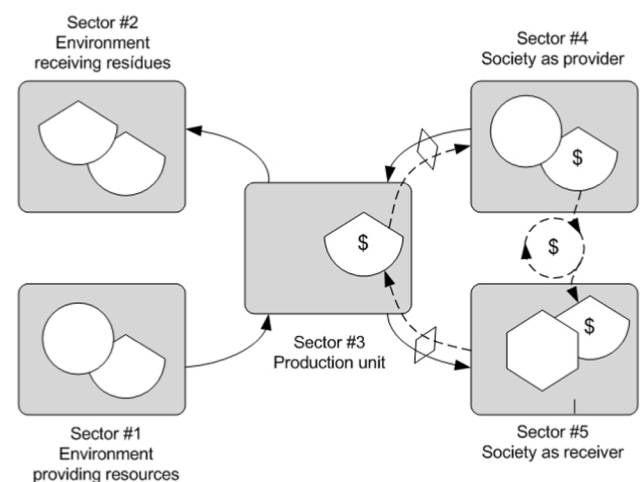 Sector #2
Environment
receiving resídues
Sector #4
Society as provider
$
$
$
$
Sector #3
Production unit
Sector #1
Environment
providing resources
Sector #5
Society as receiver